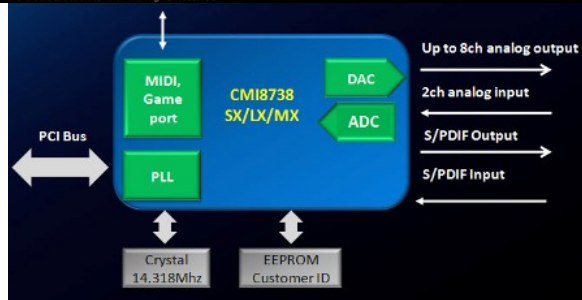 MIDI,
Game
port
CMI8738
SX/LX/MX
DAC
ADC
PLL
PCI Bus
Up to 8ch analog output
2ch analog input
S/PDIF Output
S/PDIF Input
Crystal
14.318Mhz
EEPROM
Customer ID